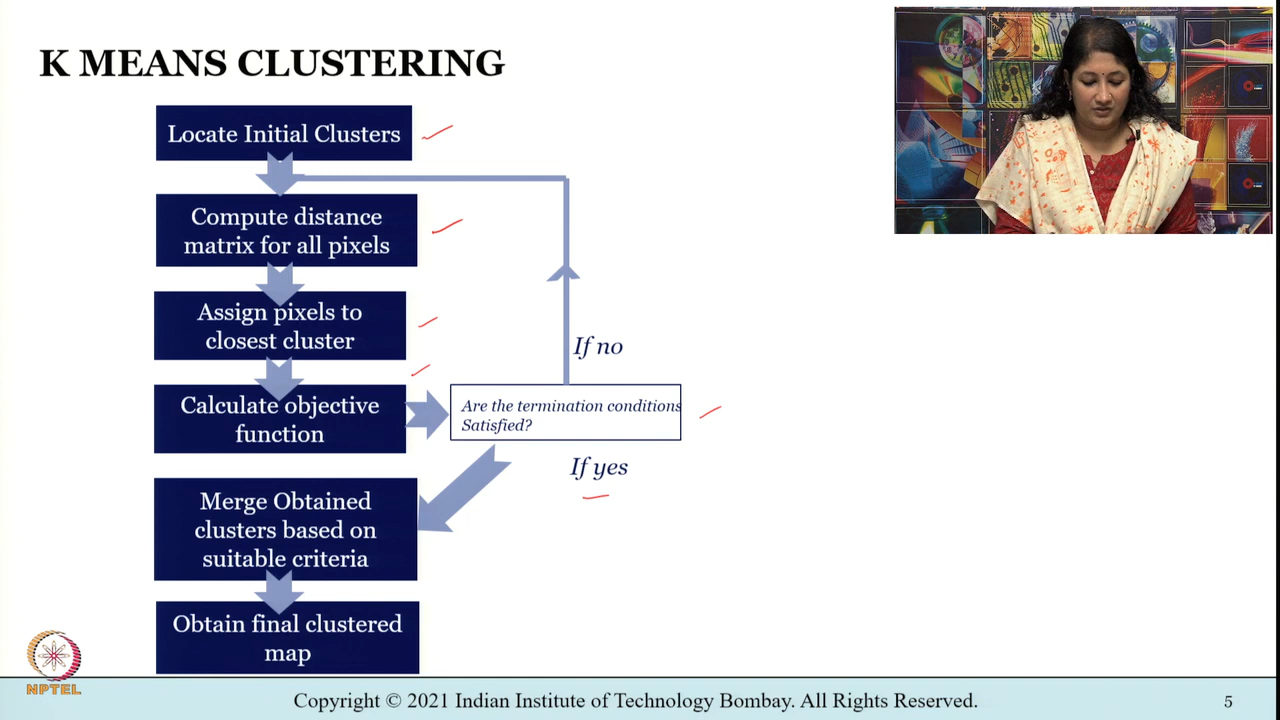 K MEANS CLUSTERING
Locate Initial Clusters
Compute distance
matrix for all pixels
Assign pixels to
closest cluster
If no
Calculate objective
function
Are the termination conditions
Satisfied?
If yes
Merge Obtained
clusters based on
suitable criteria
Obtain final clustered
map
NPTEL
Copyright © 2021 Indian Institute of Technology Bombay. All Rights Reserved.
5